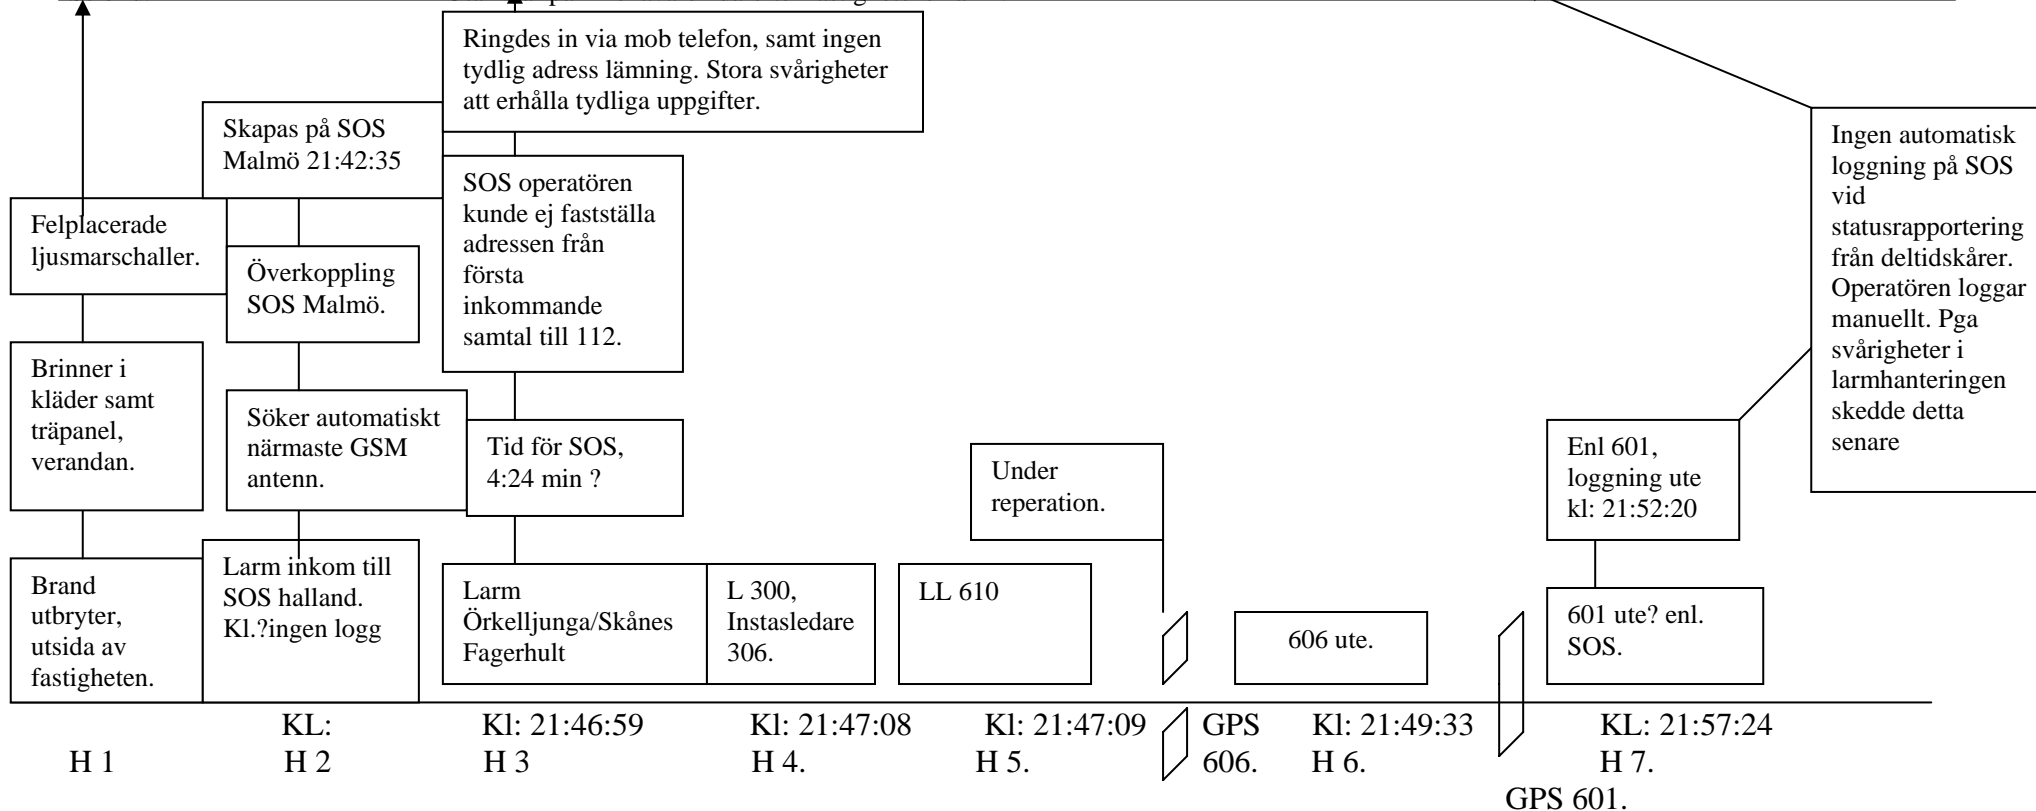 Ringdes in via mob telefon, samt ingen
tydlig adress lämning. Stora svårigheter
att erhålla tydliga uppgifter.
Skapas på SOS
Malmö 21:42:35
SOS operatören
kunde ej fastställa
adressen från
första
inkommande
samtal till 112.
Ingen automatisk
loggning på SOS
vid
statusrapportering
från deltidskårer.
Operatören loggar
manuellt. Pga
svårigheter i
larmhanteringen
skedde detta
senare
Felplacerade
ljusmarschaller.
Överkoppling
SOS Malmö.
Brinner i
kläder samt
träpanel,
verandan.
Söker automatiskt
närmaste GSM
antenn.
Tid för SOS,
4:24 min ?
Under
reperation.
Enl 601,
loggning ute
kl: 21:52:20
Brand
utbryter,
utsida av
fastigheten.
Larm inkom till
SOS halland.
Kl.?ingen logg
Larm
Örkelljunga/Skånes
Fagerhult
L 300,
Instasledare
306.
LL 610
606 ute.
601 ute? enl.
SOS.
H 1
KL:
H 2
Kl: 21:46:59
H 3
Kl: 21:47:08
H 4.
Kl: 21:47:09
H 5.
GPS
606.
Kl: 21:49:33
H 6.
KL: 21:57:24
H 7.
GPS 601.